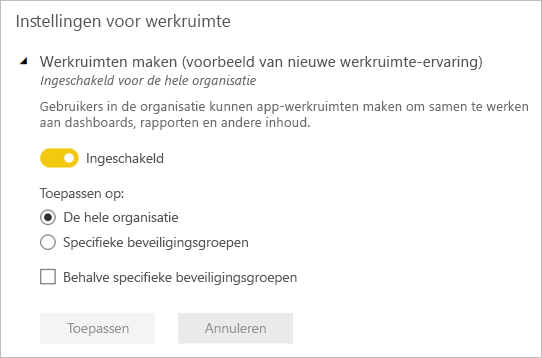 Instellingen voor werkruimte
Werkruimten maken (voorbeeld van nieuwe werkruimte-ervaring)
Ingeschakeld voor de hele organisatie
Gebruikers in de organisatie kunnen app-werkruimten maken om samen te werken
aan dashboards, rapporten en andere inhoud.
Ingeschakeld
Toepassen op:
De hele organisatie
Specifieke beveiligingsgroepen
Behalve specifieke beveiligingsgroepen
Toepassen Annuleren